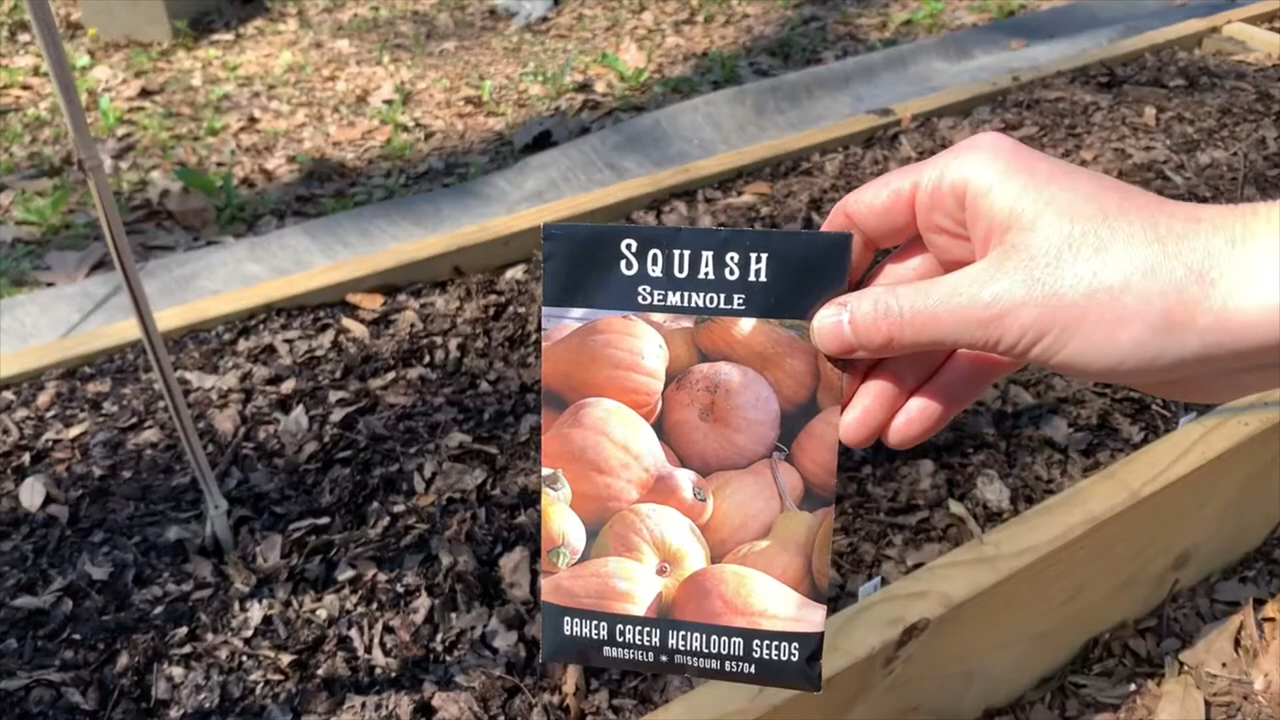 SQUASH
SEMINOLE
BAKER CREEK HEIRLOOM SEEDS
MANSFIELD ✷ MISSOURI 65704